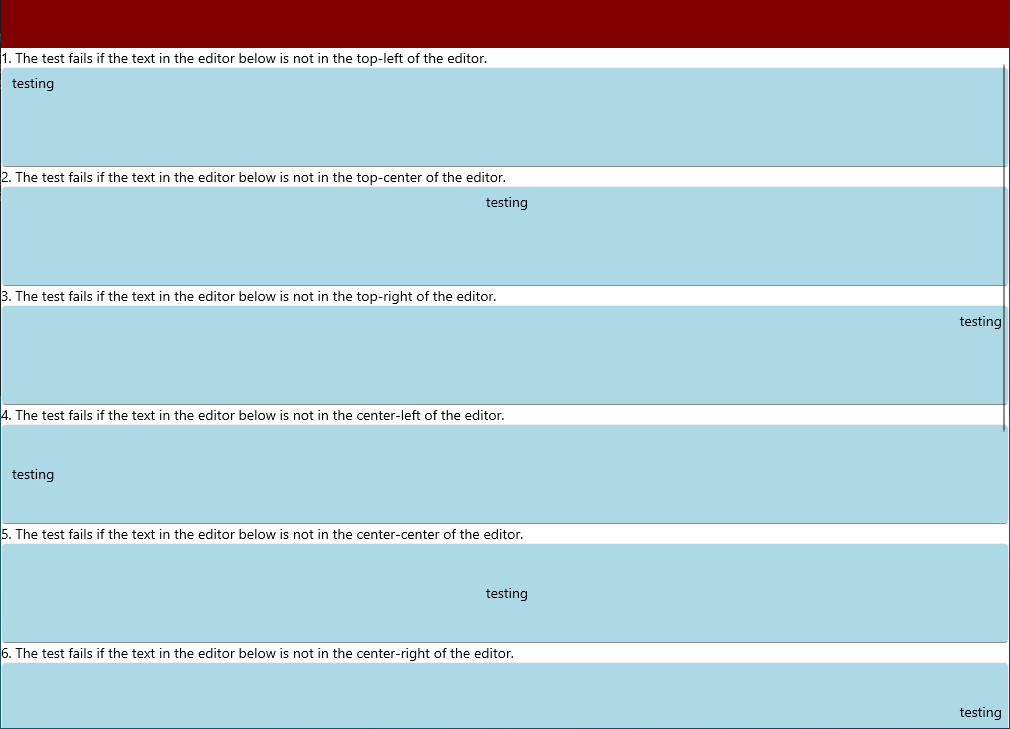 1. The test fails if the text in the editor below is not in the top-left of the editor.
testing
2. The test fails if the text in the editor below is not in the top-center of the editor.
testing
3. The test fails if the text in the editor below is not in the top-right of the editor.
testing
4. The test fails if the text in the editor below is not in the center-left of the editor.
testing
5. The test fails if the text in the editor below is not in the center-center of the editor.
testing
6. The test fails if the text in the editor below is not in the center-right of the editor.
testing